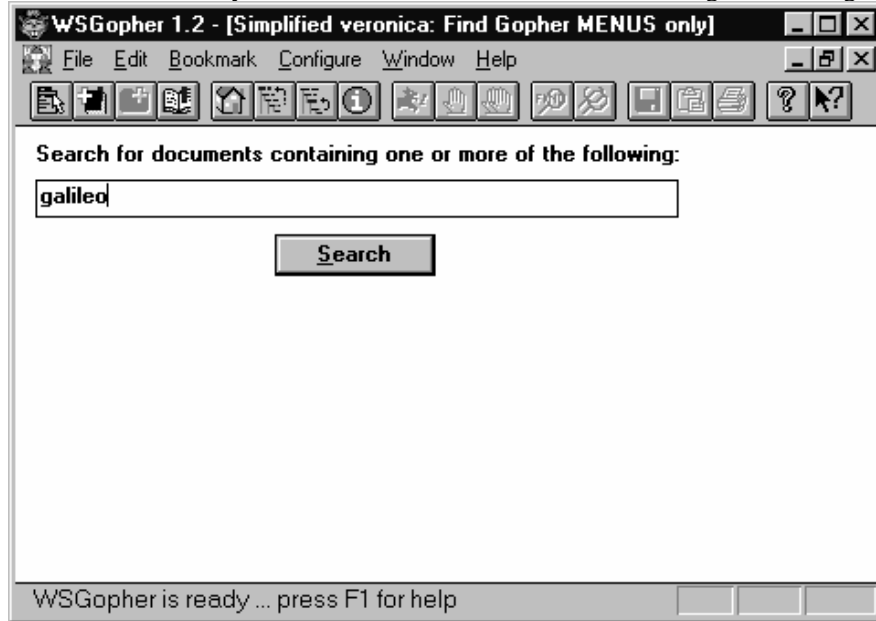 WSGopher 1.2 - [Simplified veronica: Find Gopher MENUS only]
File Edit Bookmark Configure Window Help
Search for documents containing one or more of the following:
galileo
Search
WSGopher is ready ... press F1 for help